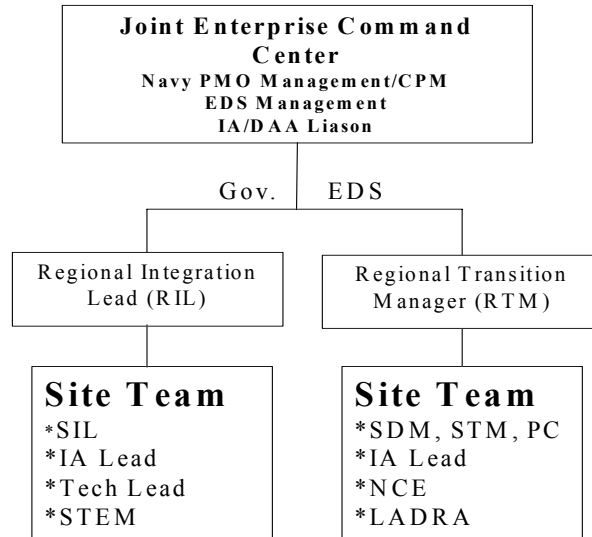 Joint Enterprise Command
Center
Navy PMO Management/CPM
EDS Management
IA/DAA Liason
Gov. EDS
Regional Integration
Lead (RIL)
Regional Transition
Manager (RTM)
Site Team
*SIL
*IA Lead
*Tech Lead
*STEM
Site Team
*SDM, STM, PC
*IA Lead
*NCE
*LADRA